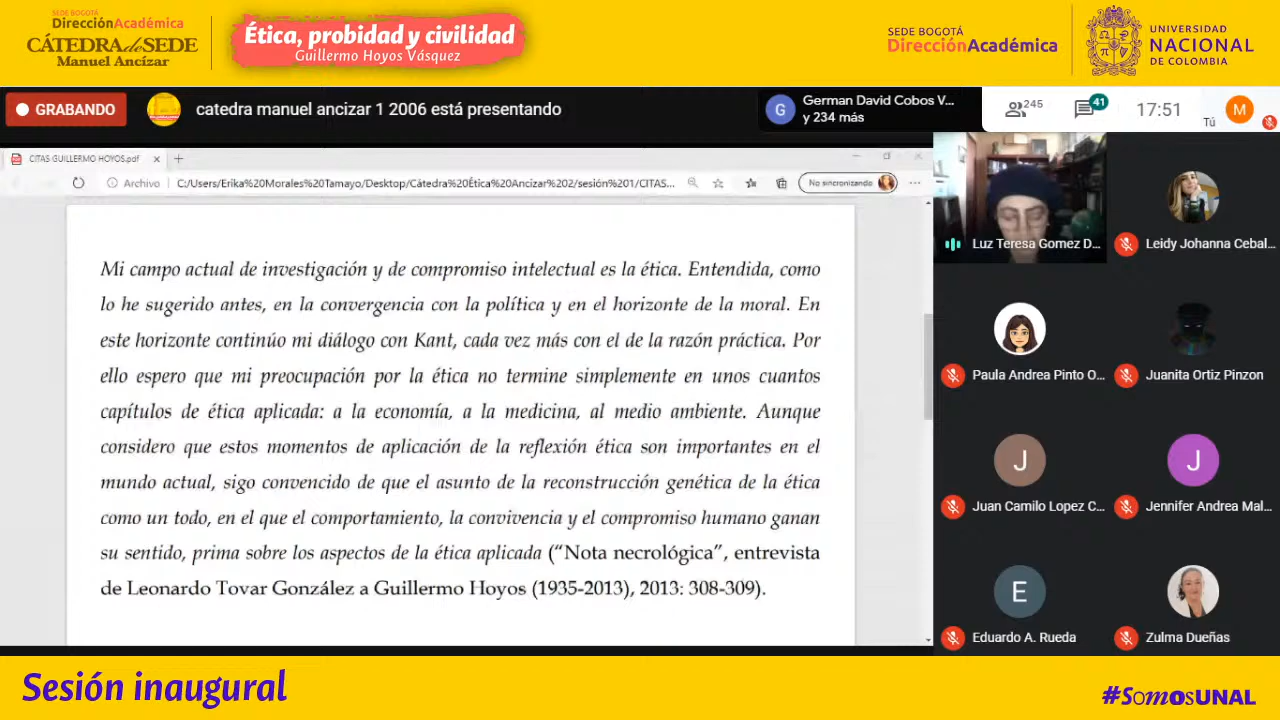 SEDE BOGOTÁ
DirecciónAcadémica
CÁTEDRAdeSEDE
Manuel Ancízar
Ética, probidad y civilidad
Guillermo Hoyos Vásquez
SEDE BOGOTÁ
DirecciónAcadémica
UNIVERSIDAD
NACIONAL
DE COLOMBIA
GRABANDO
catedra manuel ancizar 1 2006 está presentando
G
German David Cobos V...
y 234 más
245
41
17:51
Tú
M
CITAS GUILLERMO HOYOS.pdf
Archivo
C:/Users/Erika%20Morales%20Tamayo/Desktop/Cátedra%20Ética%20Ancízar%202/sesión%201/CITAS...
No sincronizando
Mi campo actual de investigación y de compromiso intelectual es la ética. Entendida, como
lo he sugerido antes, en la convergencia con la política y en el horizonte de la moral. En
este horizonte continúo mi diálogo con Kant, cada vez más con el de la razón práctica. Por
ello espero que mi preocupación por la ética no termine simplemente en unos cuantos
capítulos de ética aplicada: a la economía, a la medicina, al medio ambiente. Aunque
considero que estos momentos de aplicación de la reflexión ética son importantes en el
mundo actual, sigo convencido de que el asunto de la reconstrucción genética de la ética
como un todo, en el que el comportamiento, la convivencia y el compromiso humano ganan
su sentido, prima sobre los aspectos de la ética aplicada (“Nota necrológica”, entrevista
de Leonardo Tovar González a Guillermo Hoyos (1935-2013), 2013: 308-309).
Luz Teresa Gomez D...
Leidy Johanna Cebal...
Paula Andrea Pinto O...
Juanita Ortiz Pinzon
J
Juan Camilo Lopez C...
J
Jennifer Andrea Mal...
E
Eduardo A. Rueda
Zulma Dueñas
Sesión inaugural
#SomosUNAL